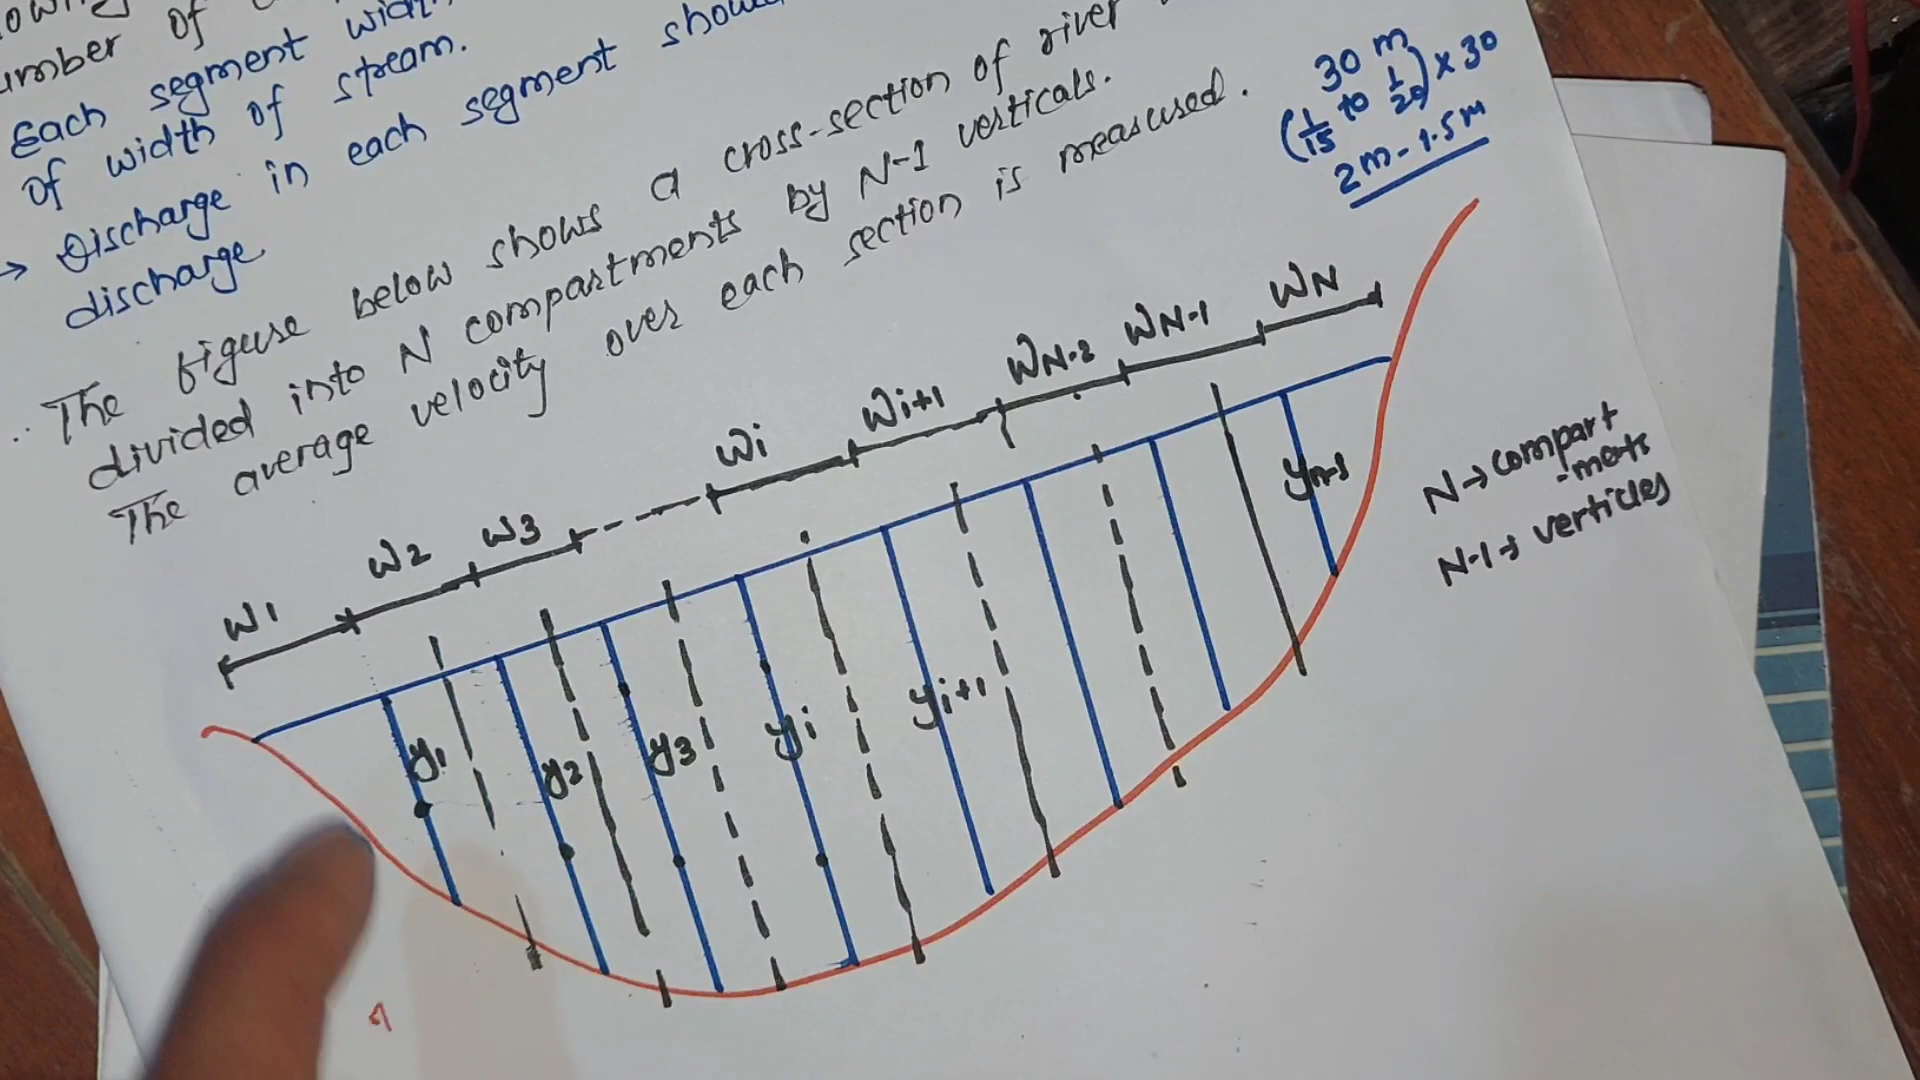 umber of
Each segment
of width of stream.
→ Discharge in each segment
discharge
The figure below shows a cross-section of river
divided into N compartments by N-1 verticals.
The average velocity over each section is measured.
30 m
(1/15 to 1/20) × 30
2m - 1.5m
W1 W2 W3 Wi Wi+1 WN-2 WN-1 WN
y1 y2 y3 yi yi+1 yn-1
N → compart
-ments
N-1 → verticles